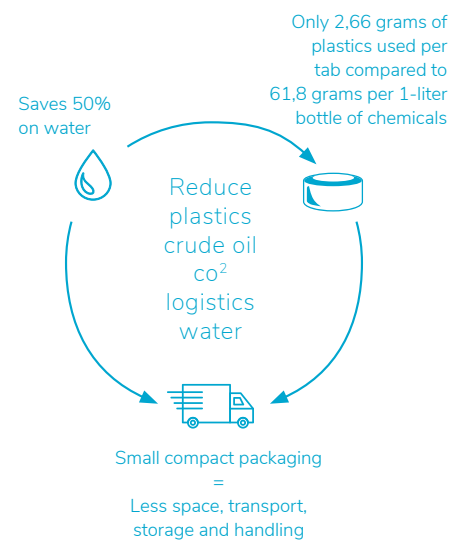 Only 2,66 grams of
plastics used per
tab compared to
61,8 grams per 1-liter
bottle of chemicals
Saves 50%
on water
Reduce
plastics
crude oil
co²
logistics
water
Small compact packaging
=
Less space, transport,
storage and handling